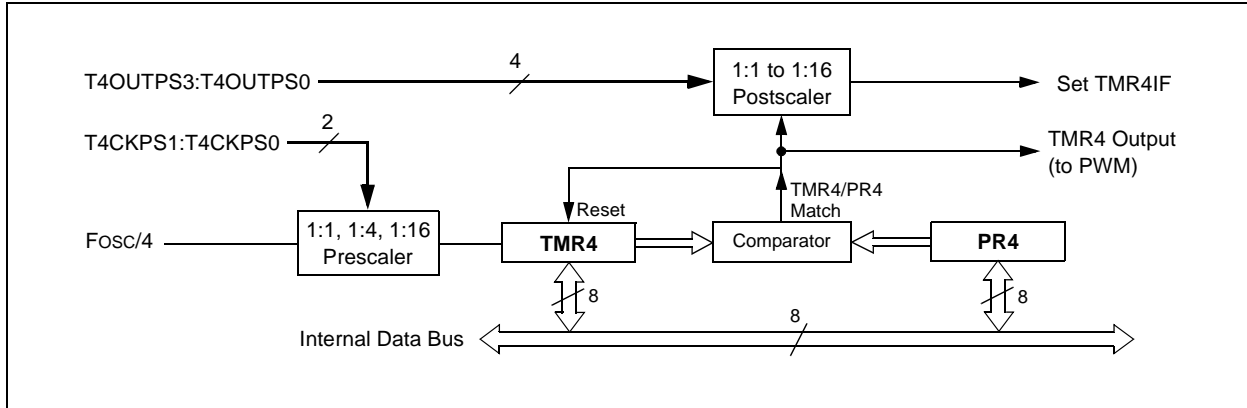 4
T4OUTPS3:T4OUTPS0
1:1 to 1:16
Postscaler
Set TMR4IF
2
T4CKPS1:T4CKPS0
TMR4 Output
(to PWM)
TMR4/PR4
Match
Reset
FOSC/4
1:1, 1:4, 1:16
Prescaler
TMR4
Comparator
PR4
8
8
8
Internal Data Bus